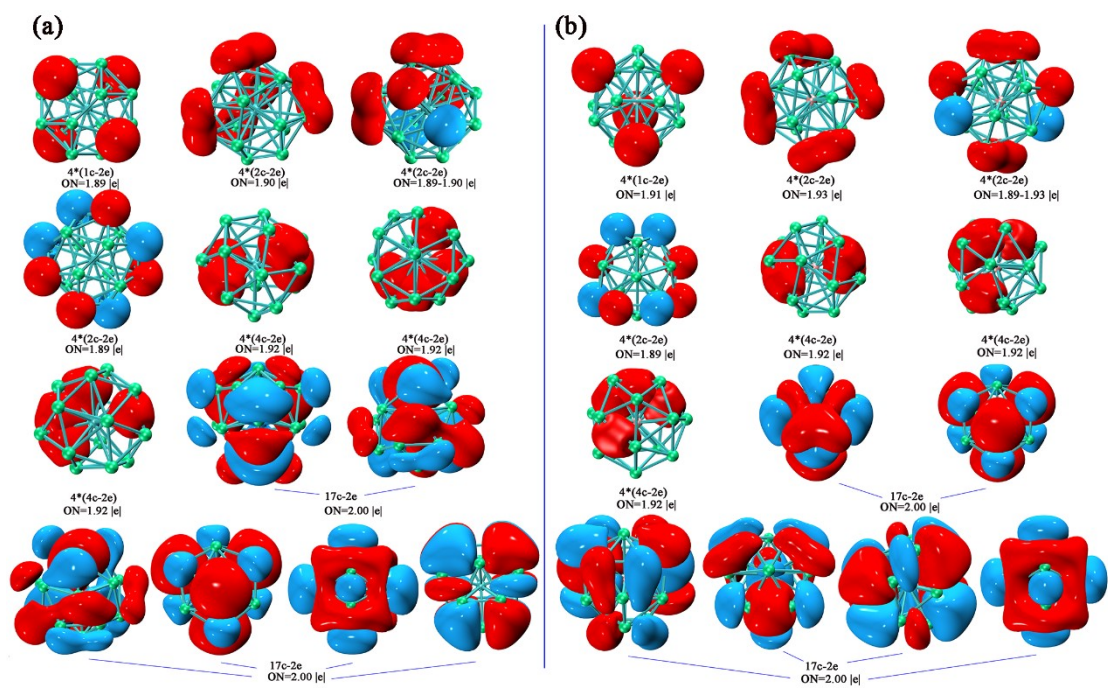 (a)
4*(1c-2e)
ON=1.89 |e|
4*(2c-2e)
ON=1.90 |e|
4*(2c-2e)
ON=1.89-1.90 |e|
4*(2c-2e)
ON=1.89 |e|
4*(4c-2e)
ON=1.92 |e|
4*(4c-2e)
ON=1.92 |e|
4*(4c-2e)
ON=1.92 |e|
17c-2e
ON=2.00 |e|
17c-2e
ON=2.00 |e|
(b)
4*(1c-2e)
ON=1.91 |e|
4*(2c-2e)
ON=1.93 |e|
4*(2c-2e)
ON=1.89-1.93 |e|
4*(2c-2e)
ON=1.89 |e|
4*(4c-2e)
ON=1.92 |e|
4*(4c-2e)
ON=1.92 |e|
4*(4c-2e)
ON=1.92 |e|
17c-2e
ON=2.00 |e|
17c-2e
ON=2.00 |e|